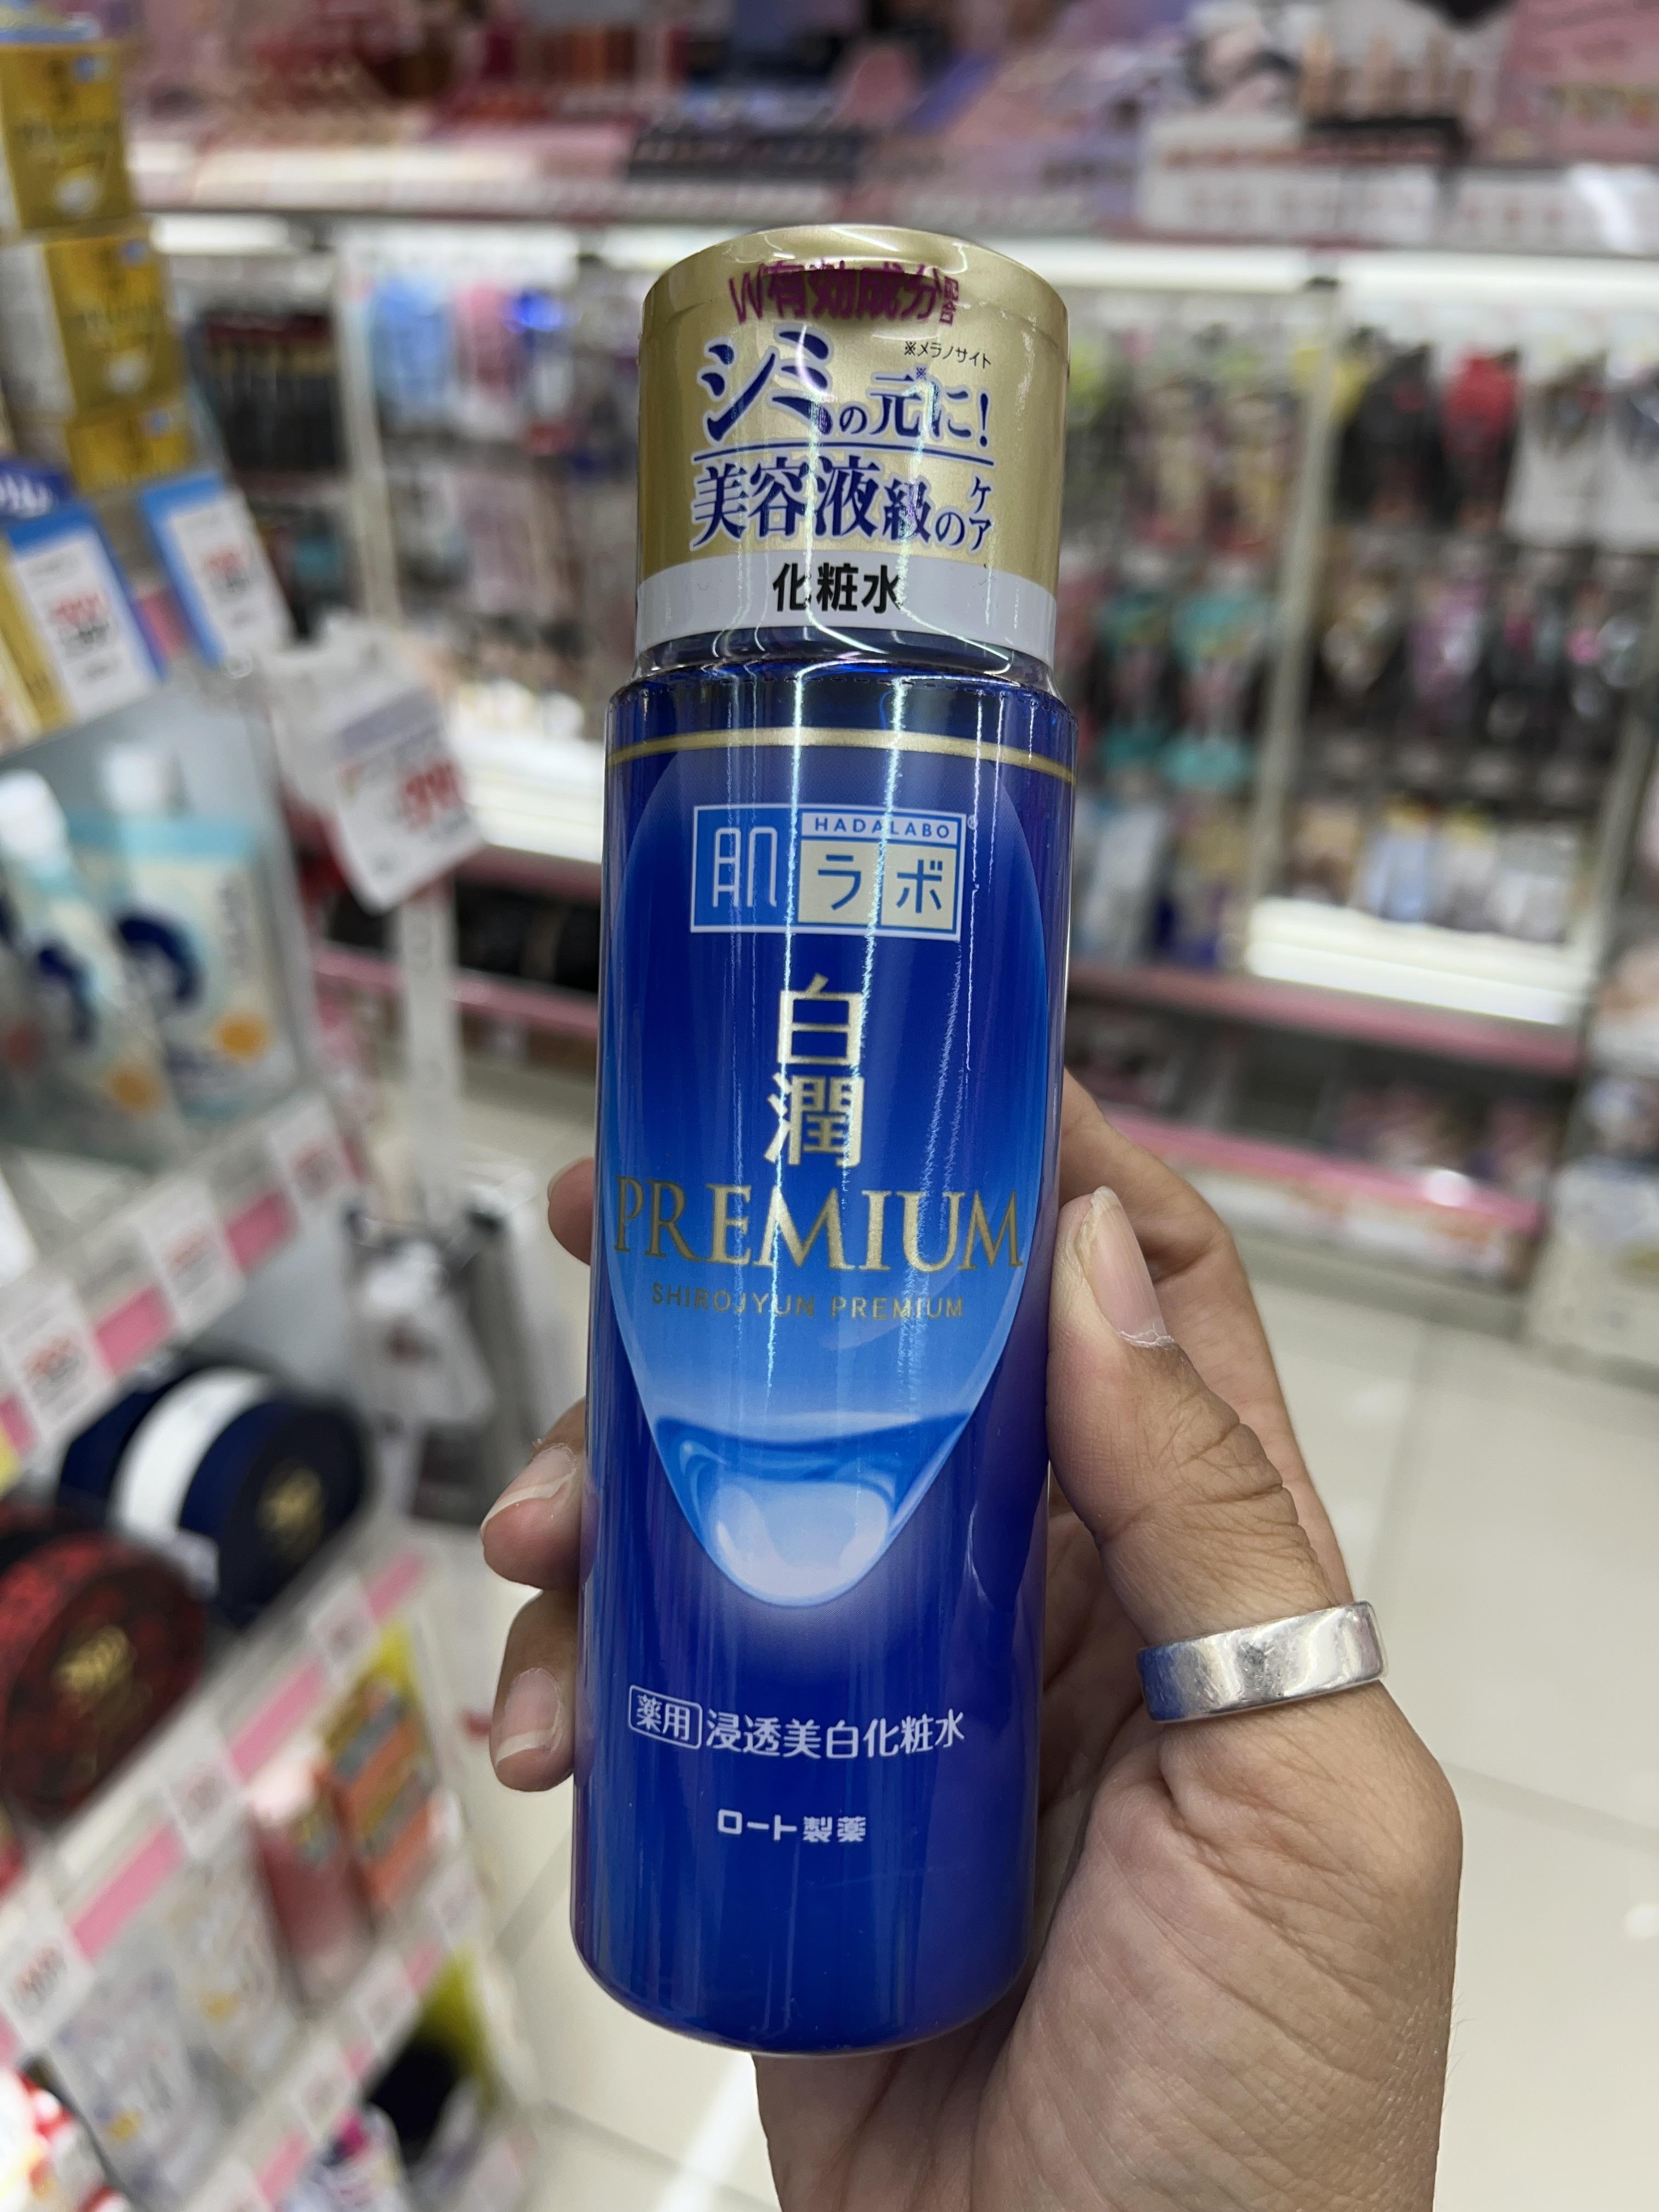 W有効成分配合
※メラノサイト
シミの元に!※
美容液級のケア
化粧水
HADALABO®
肌ラボ
白潤
PREMIUM
SHIROJYUN PREMIUM
薬用 浸透美白化粧水
ロート製薬